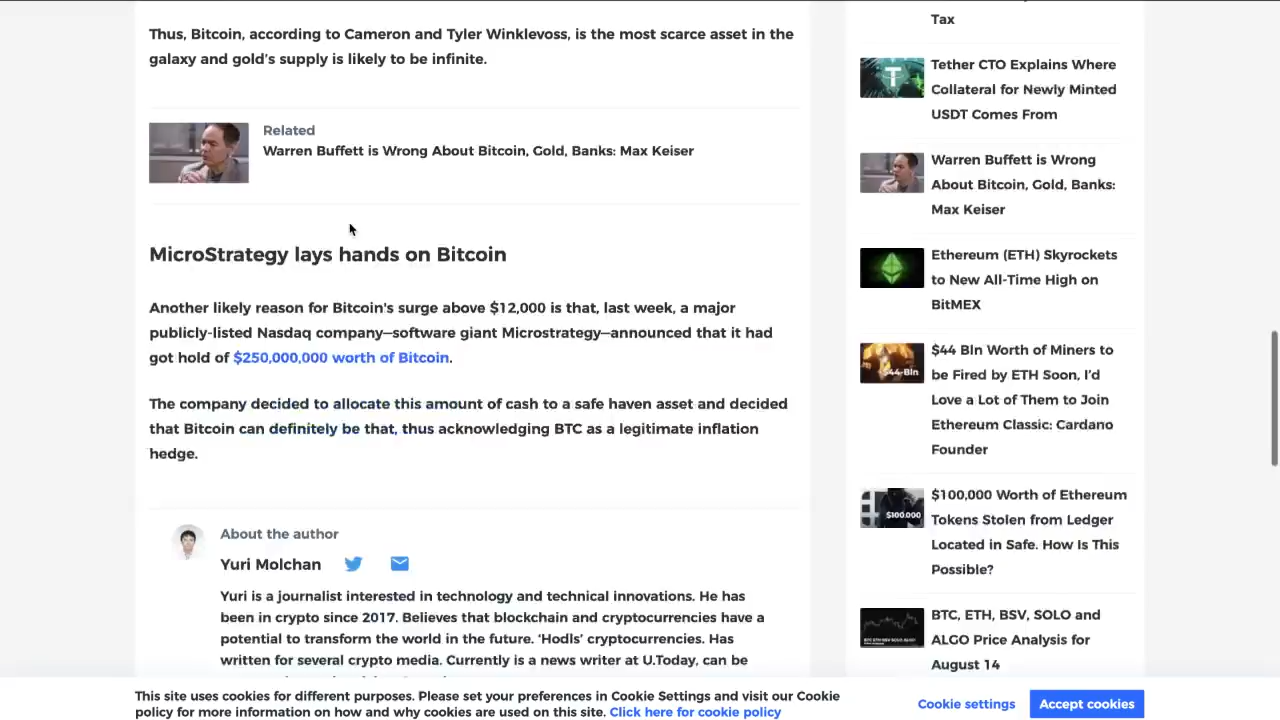 Thus, Bitcoin, according to Cameron and Tyler Winklevoss, is the most scarce asset in the
galaxy and gold's supply is likely to be infinite.
Related
Warren Buffett is Wrong About Bitcoin, Gold, Banks: Max Keiser
MicroStrategy lays hands on Bitcoin
Another likely reason for Bitcoin's surge above $12,000 is that, last week, a major
publicly-listed Nasdaq company—software giant Microstrategy—announced that it had
got hold of $250,000,000 worth of Bitcoin.
The company decided to allocate this amount of cash to a safe haven asset and decided
that Bitcoin can definitely be that, thus acknowledging BTC as a legitimate inflation
hedge.
About the author
Yuri Molchan
Yuri is a journalist interested in technology and technical innovations. He has
been in crypto since 2017. Believes that blockchain and cryptocurrencies have a
potential to transform the world in the future. 'Hodls' cryptocurrencies. Has
written for several crypto media. Currently is a news writer at U.Today, can be
Tax
Tether CTO Explains Where
Collateral for Newly Minted
USDT Comes From
Warren Buffett is Wrong
About Bitcoin, Gold, Banks:
Max Keiser
Ethereum (ETH) Skyrockets
to New All-Time High on
BitMEX
$44-Bln
$44 Bln Worth of Miners to
be Fired by ETH Soon, I'd
Love a Lot of Them to Join
Ethereum Classic: Cardano
Founder
$100,000
$100,000 Worth of Ethereum
Tokens Stolen from Ledger
Located in Safe. How Is This
Possible?
BTC, ETH, BSV, SOLO and
ALGO Price Analysis for
August 14
This site uses cookies for different purposes. Please set your preferences in Cookie Settings and visit our Cookie
policy for more information on how and why cookies are used on this site. Click here for cookie policy
Cookie settings
Accept cookies